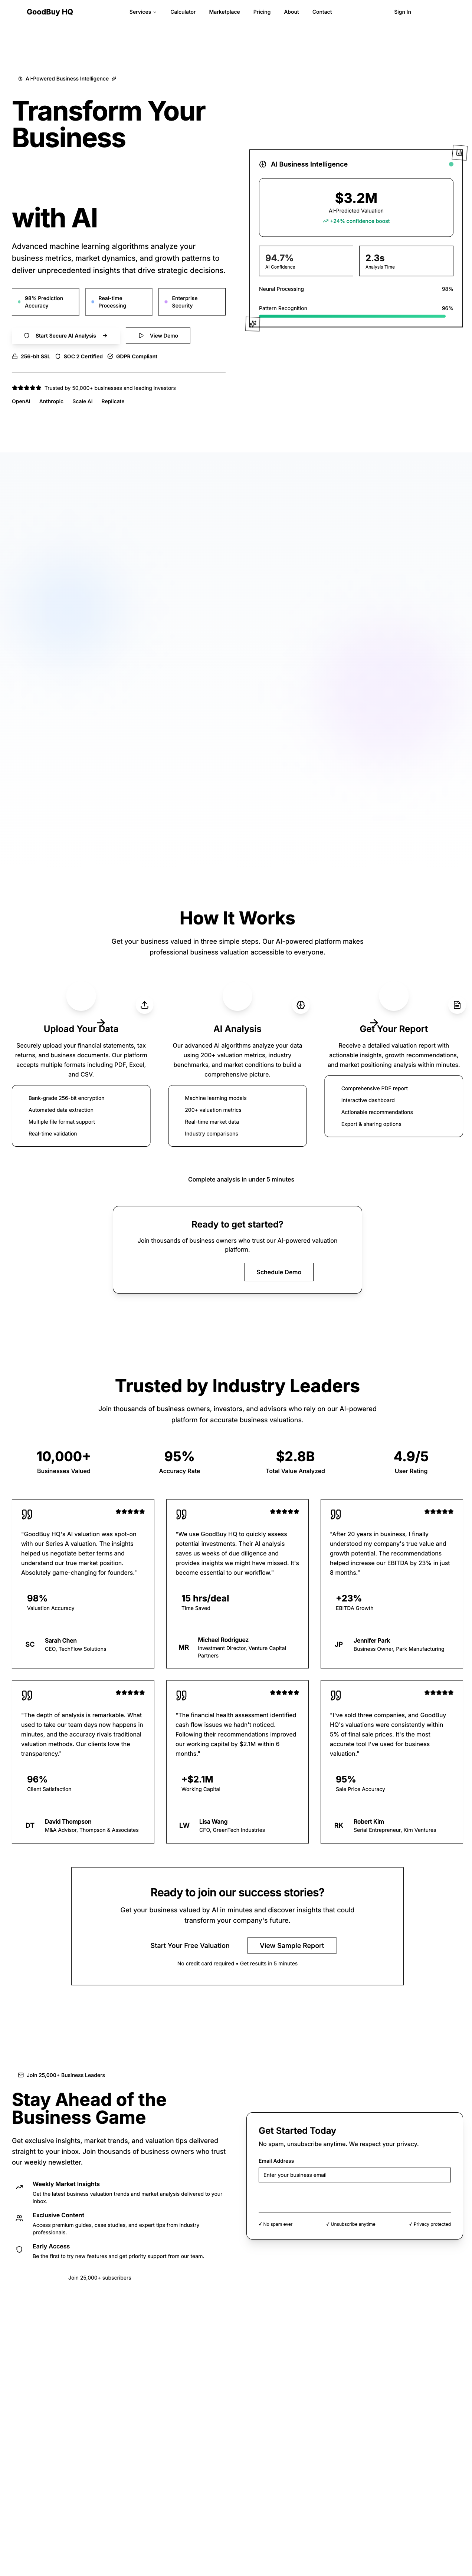 GoodBuy HQ
Services
Calculator
Marketplace
Pricing
About
Contact
Sign In
AI-Powered Business Intelligence
Transform Your
Business
with AI
Advanced machine learning algorithms analyze your
business metrics, market dynamics, and growth patterns to
deliver unprecedented insights that drive strategic decisions.
98% Prediction
Accuracy
Real-time
Processing
Enterprise
Security
Start Secure AI Analysis
View Demo
256-bit SSL
SOC 2 Certified
GDPR Compliant
Trusted by 50,000+ businesses and leading investors
OpenAI
Anthropic
Scale AI
Replicate
AI Business Intelligence
$3.2M
AI-Predicted Valuation
+24% confidence boost
94.7%
AI Confidence
2.3s
Analysis Time
Neural Processing
98%
Pattern Recognition
96%
How It Works
Get your business valued in three simple steps. Our AI-powered platform makes
professional business valuation accessible to everyone.
Upload Your Data
Securely upload your financial statements, tax
returns, and business documents. Our platform
accepts multiple formats including PDF, Excel,
and CSV.
Bank-grade 256-bit encryption
Automated data extraction
Multiple file format support
Real-time validation
AI Analysis
Our advanced AI algorithms analyze your data
using 200+ valuation metrics, industry
benchmarks, and market conditions to build a
comprehensive picture.
Machine learning models
200+ valuation metrics
Real-time market data
Industry comparisons
Get Your Report
Receive a detailed valuation report with
actionable insights, growth recommendations,
and market positioning analysis within minutes.
Comprehensive PDF report
Interactive dashboard
Actionable recommendations
Export & sharing options
Complete analysis in under 5 minutes
Ready to get started?
Join thousands of business owners who trust our AI-powered valuation
platform.
Schedule Demo
Trusted by Industry Leaders
Join thousands of business owners, investors, and advisors who rely on our AI-powered
platform for accurate business valuations.
10,000+
Businesses Valued
95%
Accuracy Rate
$2.8B
Total Value Analyzed
4.9/5
User Rating
"GoodBuy HQ's AI valuation was spot-on
with our Series A valuation. The insights
helped us negotiate better terms and
understand our true market position.
Absolutely game-changing for founders."
98%
Valuation Accuracy
SC
Sarah Chen
CEO, TechFlow Solutions
"We use GoodBuy HQ to quickly assess
potential investments. Their AI analysis
saves us weeks of due diligence and
provides insights we might have missed. It's
become essential to our workflow."
15 hrs/deal
Time Saved
MR
Michael Rodriguez
Investment Director, Venture Capital
Partners
"After 20 years in business, I finally
understood my company's true value and
growth potential. The recommendations
helped increase our EBITDA by 23% in just
8 months."
+23%
EBITDA Growth
JP
Jennifer Park
Business Owner, Park Manufacturing
"The depth of analysis is remarkable. What
used to take our team days now happens in
minutes, and the accuracy rivals traditional
valuation methods. Our clients love the
transparency."
96%
Client Satisfaction
DT
David Thompson
M&A Advisor, Thompson & Associates
"The financial health assessment identified
cash flow issues we hadn't noticed.
Following their recommendations improved
our working capital by $2.1M within 6
months."
+$2.1M
Working Capital
LW
Lisa Wang
CFO, GreenTech Industries
"I've sold three companies, and GoodBuy
HQ's valuations were consistently within
5% of final sale prices. It's the most
accurate tool I've used for business
valuation."
95%
Sale Price Accuracy
RK
Robert Kim
Serial Entrepreneur, Kim Ventures
Ready to join our success stories?
Get your business valued by AI in minutes and discover insights that could
transform your company's future.
Start Your Free Valuation
View Sample Report
No credit card required • Get results in 5 minutes
Join 25,000+ Business Leaders
Stay Ahead of the
Business Game
Get exclusive insights, market trends, and valuation tips delivered
straight to your inbox. Join thousands of business owners who trust
our weekly newsletter.
Weekly Market Insights
Get the latest business valuation trends and market analysis delivered to your
inbox.
Exclusive Content
Access premium guides, case studies, and expert tips from industry
professionals.
Early Access
Be the first to try new features and get priority support from our team.
Join 25,000+ subscribers
Get Started Today
No spam, unsubscribe anytime. We respect your privacy.
Email Address
Enter your business email
✓ No spam ever
✓ Unsubscribe anytime
✓ Privacy protected